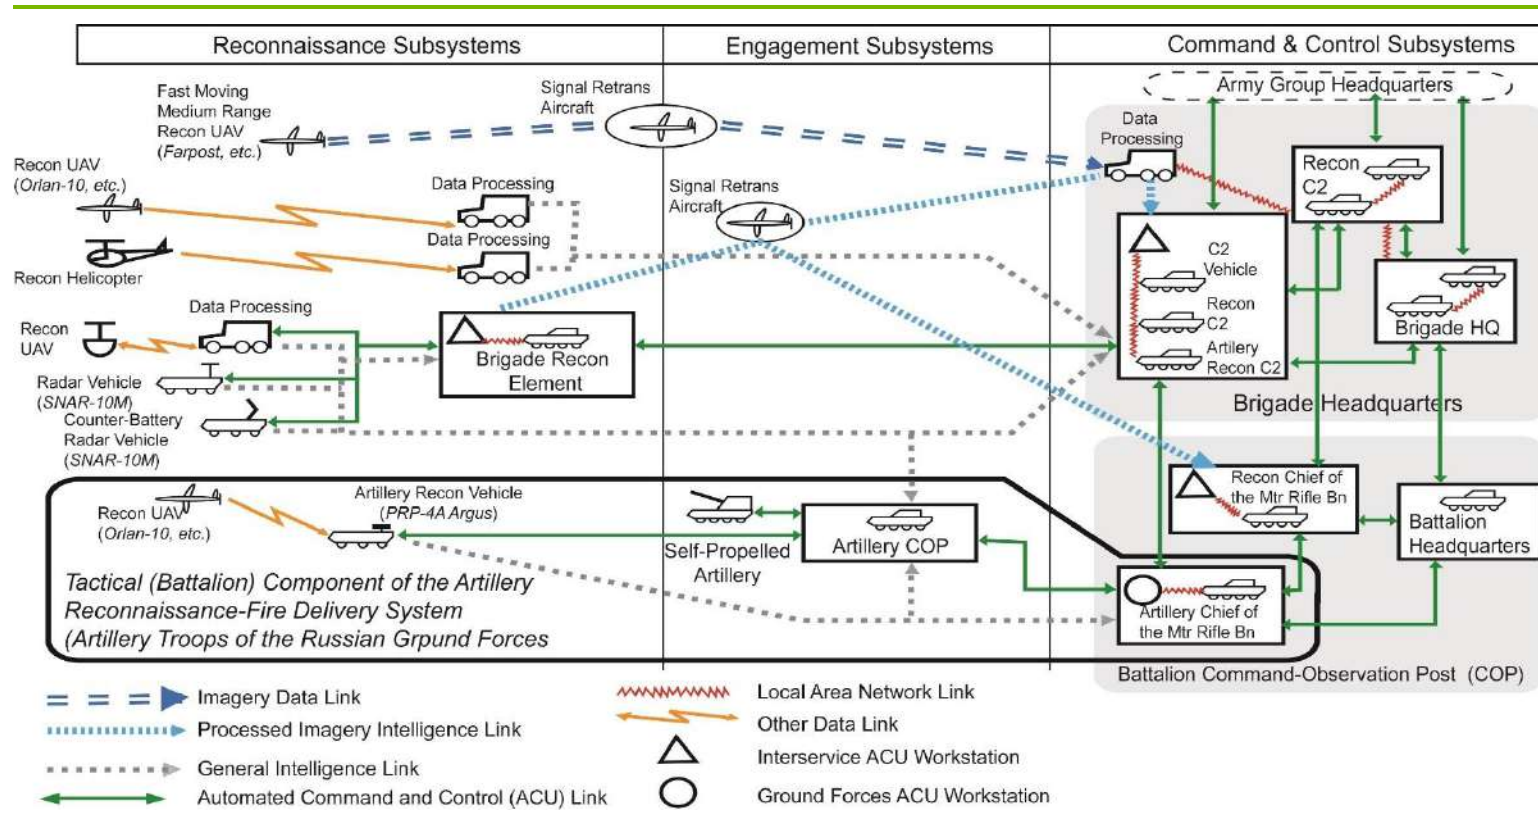 Reconnaissance Subsystems
Engagement Subsystems
Command & Control Subsystems
Fast Moving
Medium Range
Recon UAV
(Farpost, etc.)
Signal Retrans
Aircraft
Army Group Headquarters
Data
Processing
Recon
C2
Recon UAV
(Orlan-10, etc.)
Data Processing
Signal Retrans
Aircraft
Data Processing
Recon Helicopter
C2
Vehicle
Recon
C2
Artilery
Recon C2
Brigade HQ
Brigade Headquarters
Data Processing
Recon
UAV
Brigade Recon
Element
Radar Vehicle
(SNAR-10M)
Counter-Battery
Radar Vehicle
(SNAR-10M)
Recon Chief of
the Mtr Rifle Bn
Battalion
Headquarters
Recon UAV
(Orlan-10, etc.)
Artillery Recon Vehicle
(PRP-4A Argus)
Self-Propelled
Artillery
Artillery COP
Artillery Chief of
the Mtr Rifle Bn
Tactical (Battalion) Component of the Artillery
Reconnaissance-Fire Delivery System
(Artillery Troops of the Russian Grpund Forces
Battalion Command-Observation Post (COP)
Imagery Data Link
Processed Imagery Intelligence Link
General Intelligence Link
Automated Command and Control (ACU) Link
Local Area Network Link
Other Data Link
Interservice ACU Workstation
Ground Forces ACU Workstation